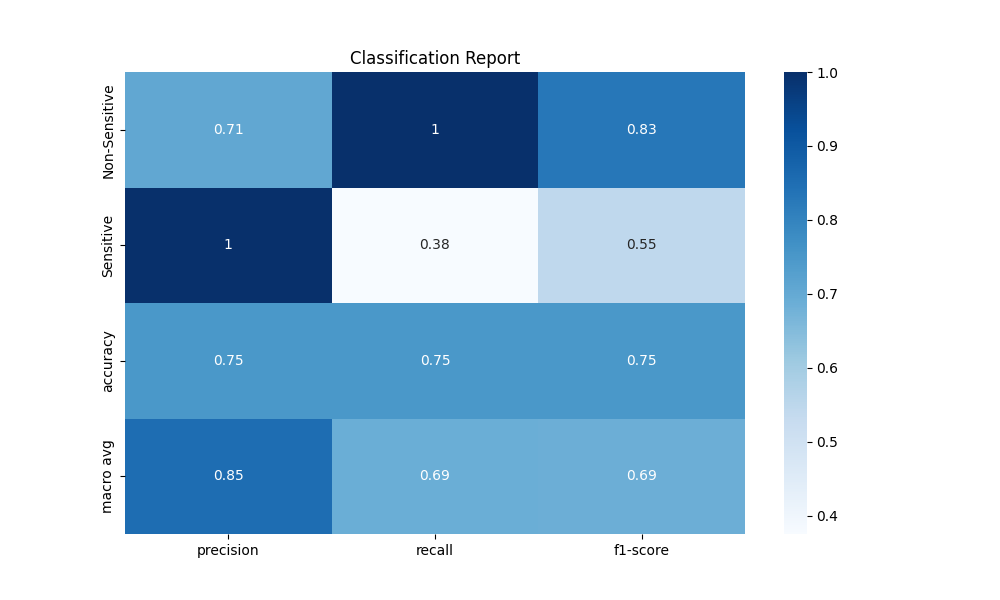 Classification Report
Non-Sensitive 0.71 1 0.83
Sensitive 1 0.38 0.55
accuracy 0.75 0.75 0.75
macro avg 0.85 0.69 0.69
precision recall f1-score
1.0
0.9
0.8
0.7
0.6
0.5
0.4